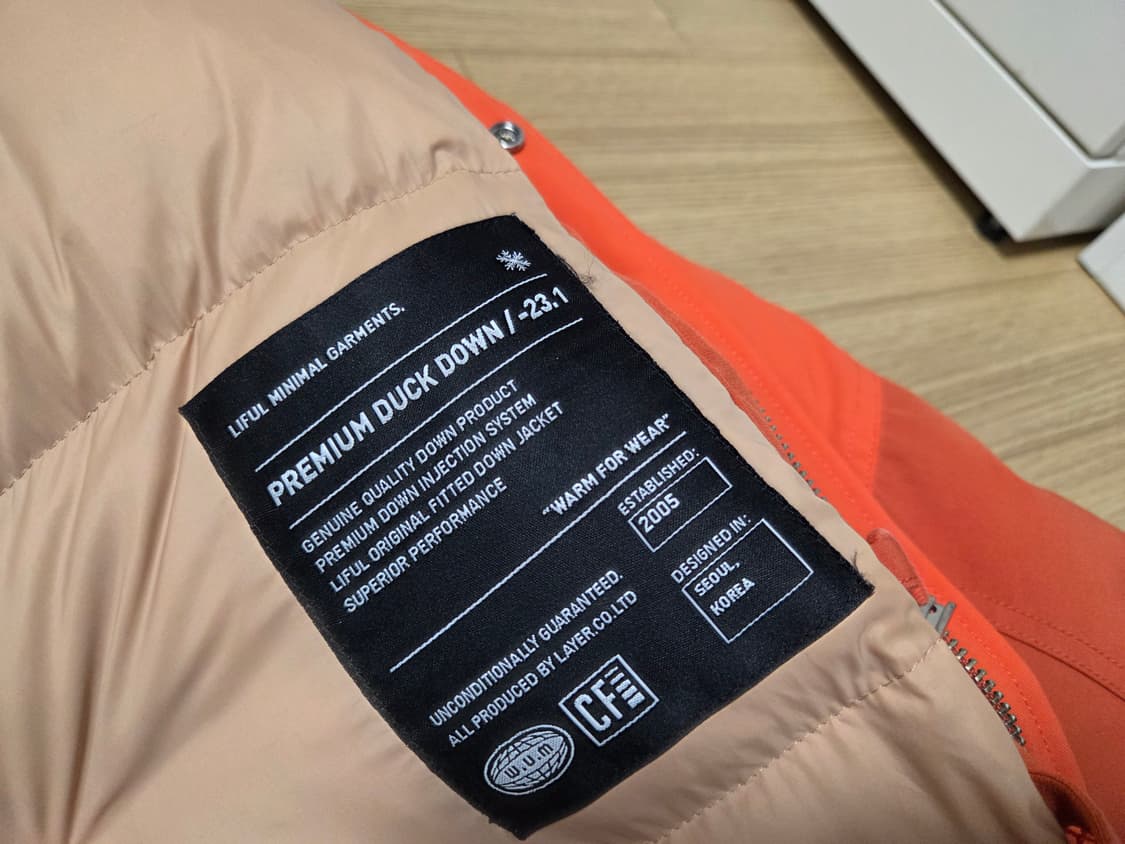 LIFUL MINIMAL GARMENTS.
PREMIUM DUCK DOWN / -23.1
GENUINE QUALITY DOWN PRODUCT
PREMIUM DOWN INJECTION SYSTEM
LIFUL ORIGINAL FITTED DOWN JACKET
SUPERIOR PERFORMANCE
"WARM FOR WEAR"
ESTABLISHED:
2005
DESIGNED IN:
SEOUL,
KOREA
UNCONDITIONALLY GUARANTEED.
ALL PRODUCED BY LAYER.CO.LTD
w.u.m
CFE